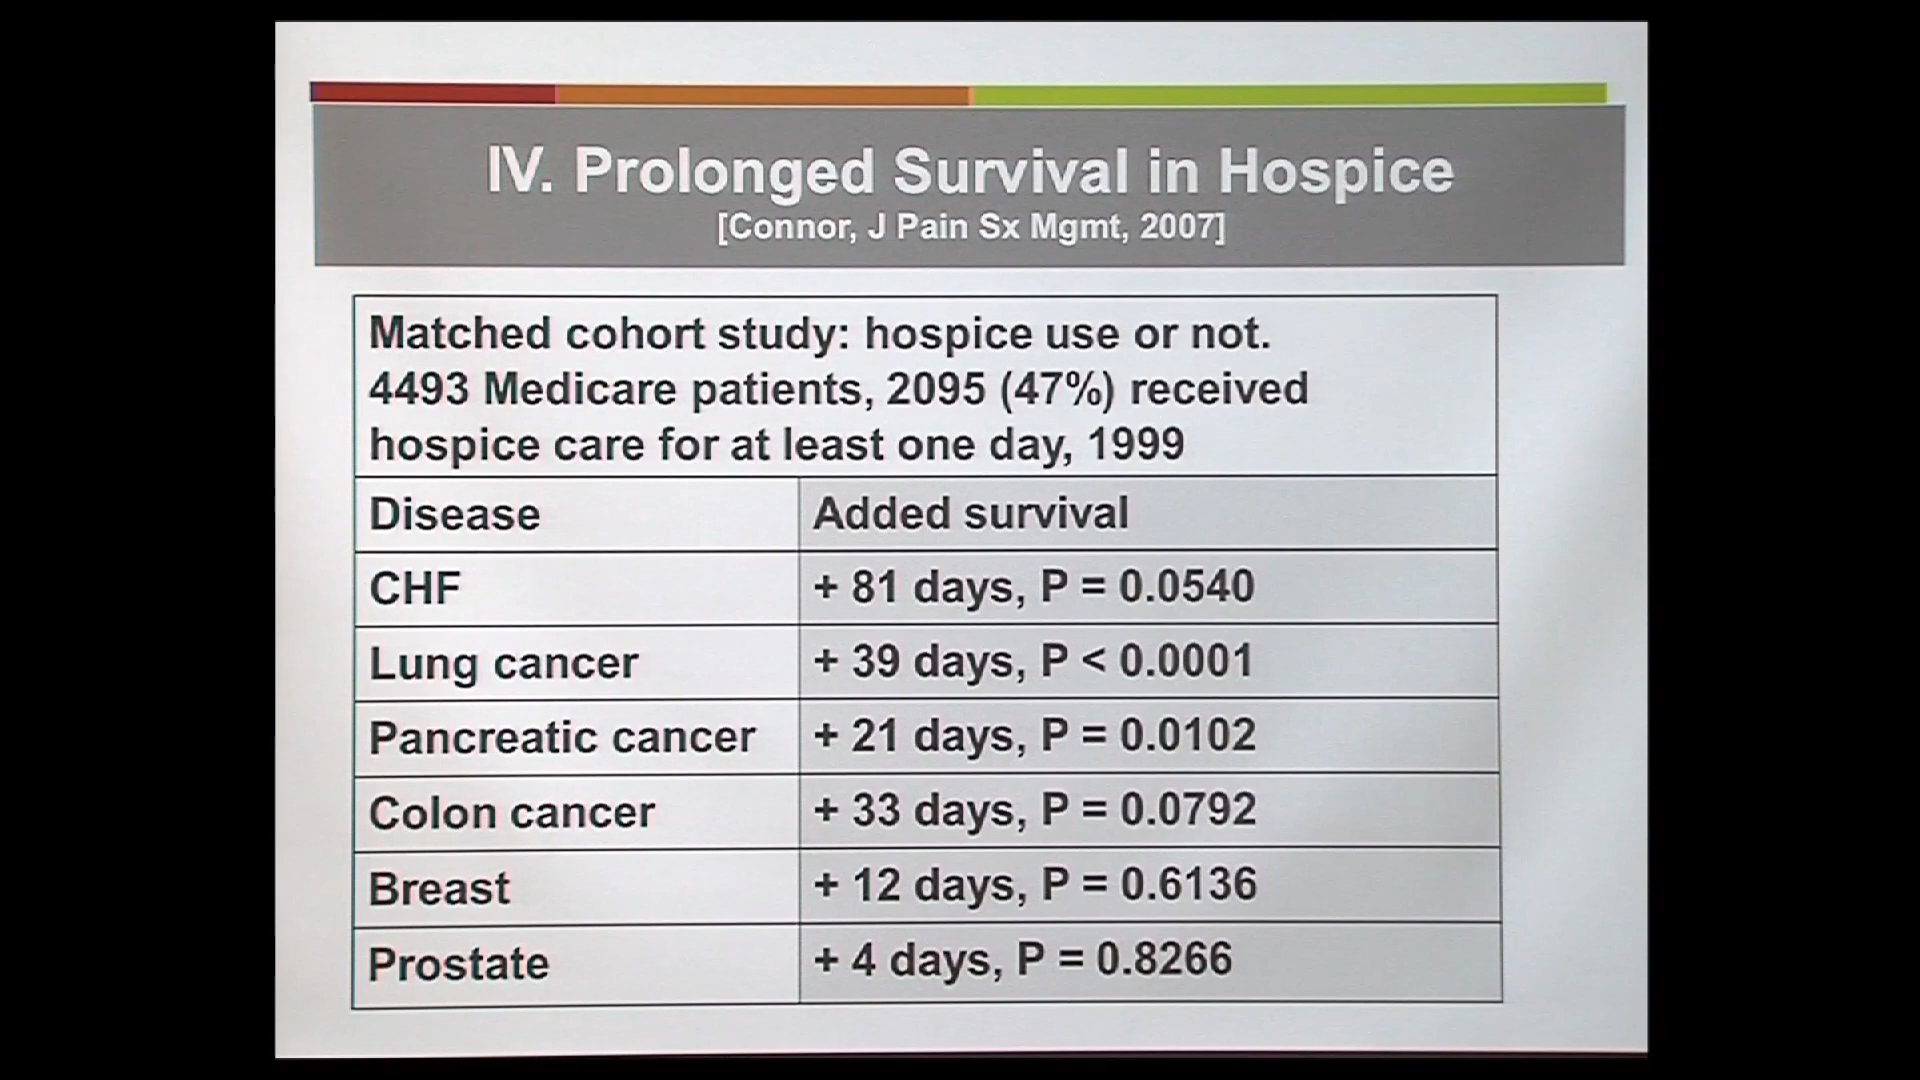 IV. Prolonged Survival in Hospice
[Connor, J Pain Sx Mgmt, 2007]
Matched cohort study: hospice use or not.
4493 Medicare patients, 2095 (47%) received
hospice care for at least one day, 1999
Disease Added survival
CHF + 81 days, P = 0.0540
Lung cancer + 39 days, P < 0.0001
Pancreatic cancer + 21 days, P = 0.0102
Colon cancer + 33 days, P = 0.0792
Breast + 12 days, P = 0.6136
Prostate + 4 days, P = 0.8266